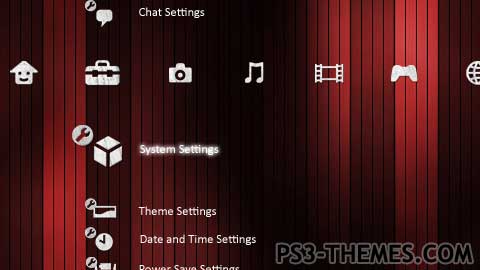 Chat Settings
System Settings
Theme Settings
Date and Time Settings
PS3-THEMES.COM
Power Save Settings